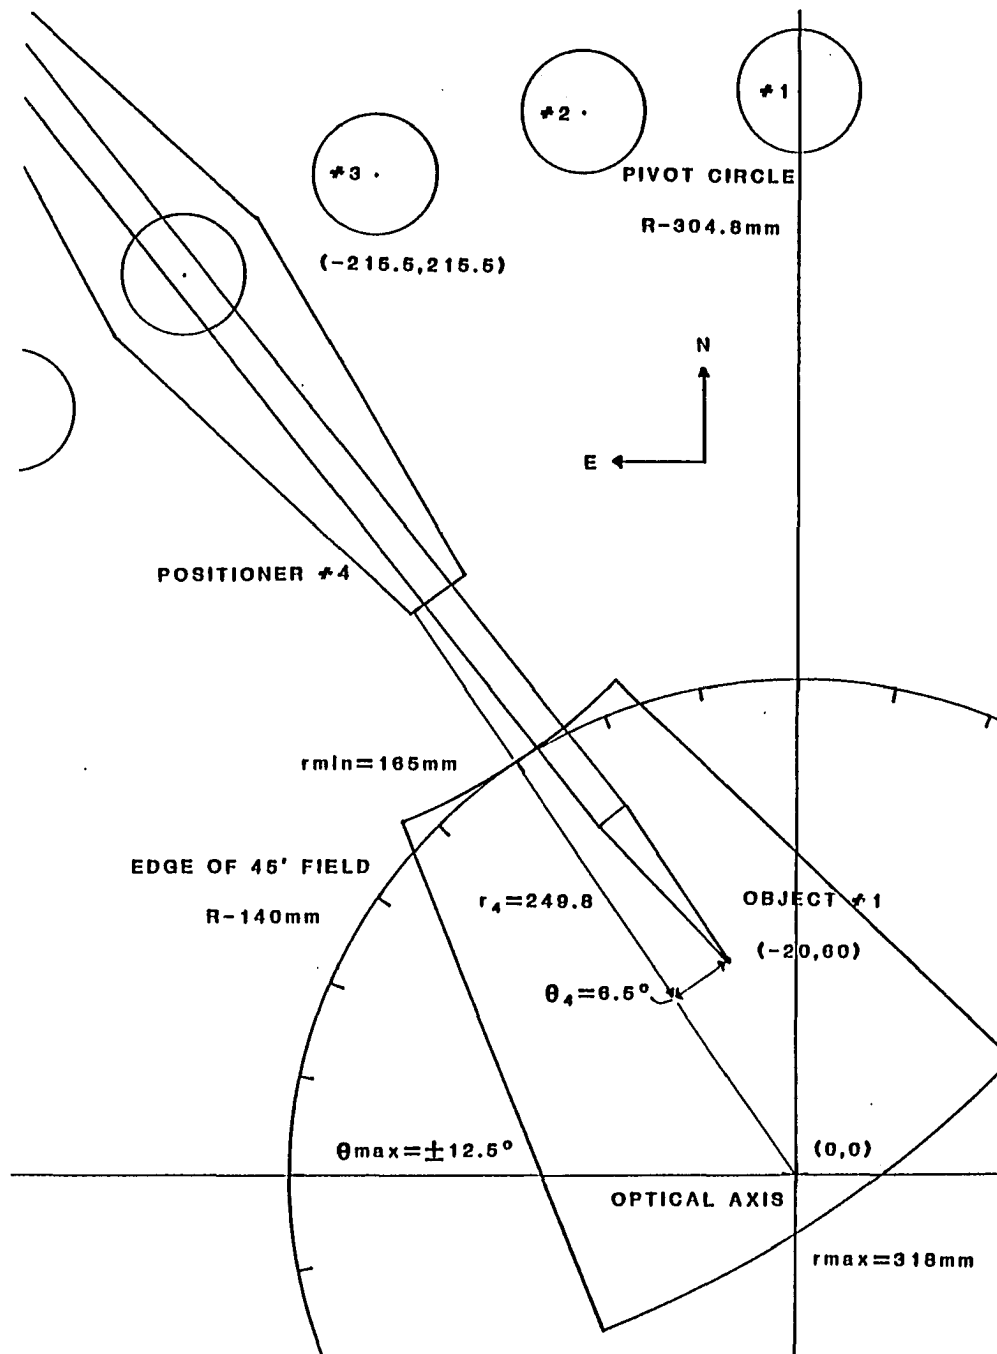 #1
#2
PIVOT CIRCLE
#3
R-304.8mm
(-215.5,215.5)
N
E
POSITIONER #4
rmin=165mm
EDGE OF 45' FIELD
r4=249.8
OBJECT #1
R-140mm
(-20,60)
θ4=6.5°
θmax=±12.5°
(0,0)
OPTICAL AXIS
rmax=318mm